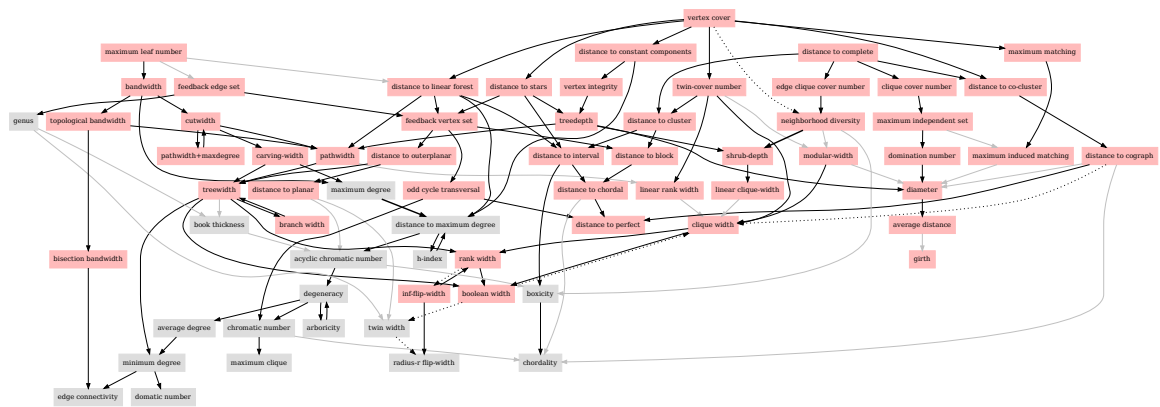 vertex cover
maximum leaf number
distance to constant components
distance to complete
maximum matching
bandwidth
feedback edge set
distance to linear forest
distance to stars
vertex integrity
twin-cover number
edge clique cover number
clique cover number
distance to co-cluster
genus
topological bandwidth
cutwidth
feedback vertex set
treedepth
distance to cluster
neighborhood diversity
maximum independent set
pathwidth+maxdegree
carving-width
pathwidth
distance to outerplanar
distance to interval
distance to block
shrub-depth
modular-width
domination number
maximum induced matching
distance to cograph
treewidth
distance to planar
maximum degree
odd cycle transversal
distance to chordal
linear rank width
linear clique-width
diameter
book thickness
branch width
distance to maximum degree
distance to perfect
clique width
average distance
bisection bandwidth
acyclic chromatic number
h-index
rank width
girth
degeneracy
inf-flip-width
boolean width
boxicity
average degree
chromatic number
arboricity
twin width
minimum degree
maximum clique
radius-r flip-width
chordality
edge connectivity
domatic number